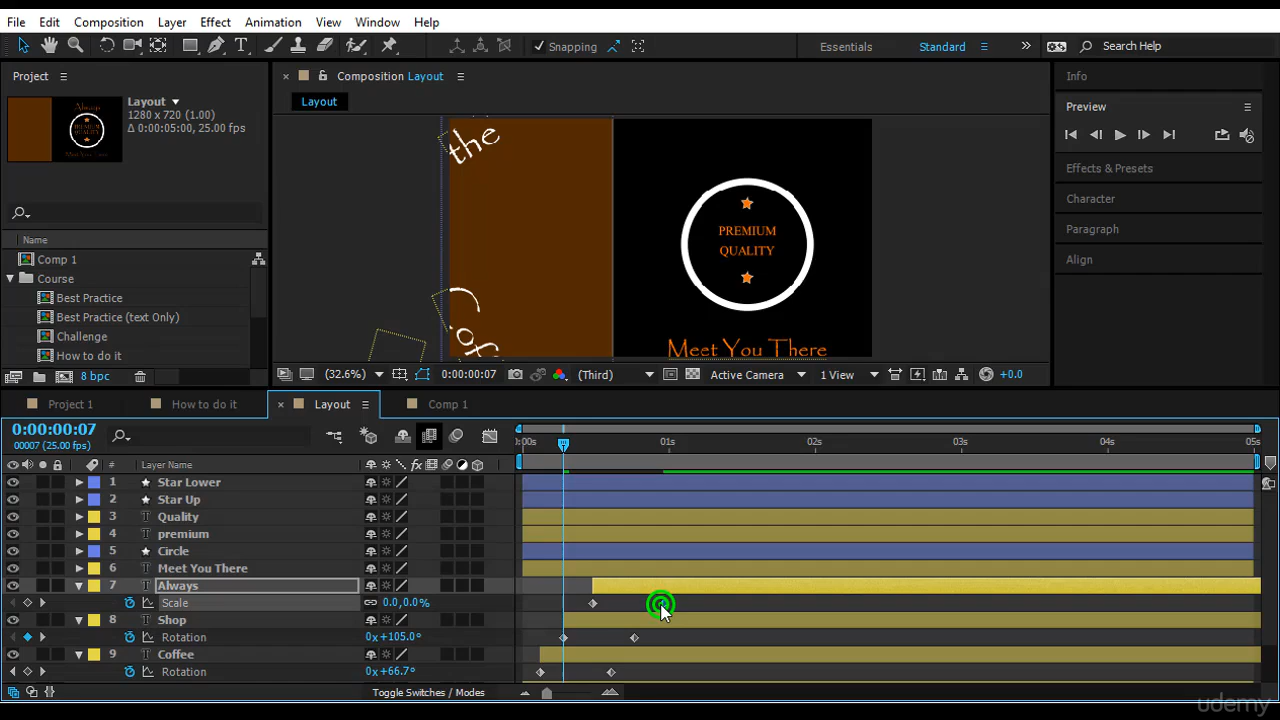 File Edit Composition Layer Effect Animation View Window Help
Snapping Essentials Standard Search Help
Project
Layout
1280 x 720 (1.00)
Δ 0:00:05:00, 25.00 fps
Name
Comp 1
Course
Best Practice
Best Practice (text Only)
Challenge
How to do it
8 bpc
Composition Layout
Layout
the
of
PREMIUM
QUALITY
Meet You There
(32.6%) 0:00:00:07 (Third) Active Camera 1 View +0.0
Info
Preview
Effects & Presets
Character
Paragraph
Align
Project 1 How to do it Layout Comp 1
0:00:00:07
00007 (25.00 fps)
:00s 01s 02s 03s 04s 05s
# Layer Name fx
1 Star Lower
2 Star Up
3 Quality
4 premium
5 Circle
6 Meet You There
7 Always
Scale 0.0,0.0%
8 Shop
Rotation 0x+105.0°
9 Coffee
Rotation 0x+66.7°
Toggle Switches / Modes
udemy